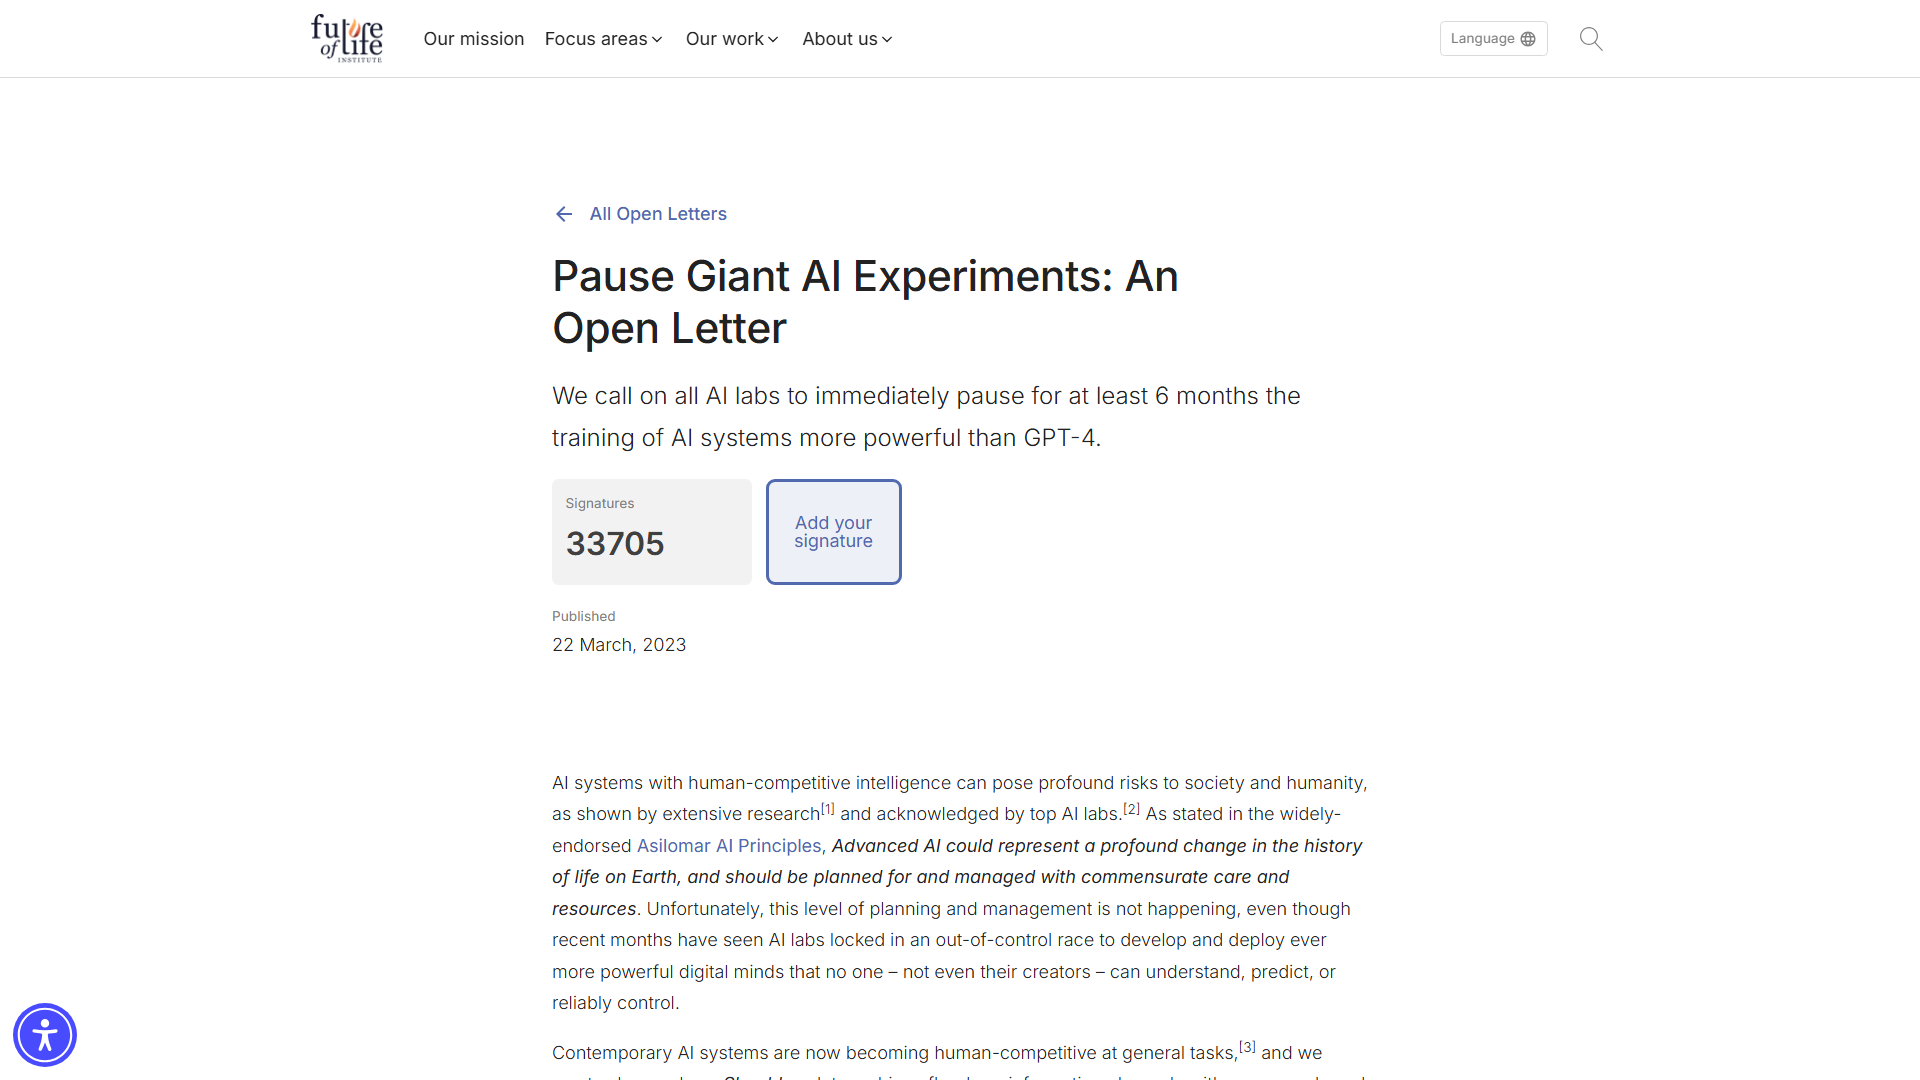 future of life INSTITUTE
Our mission
Focus areas
Our work
About us
Language
All Open Letters
Pause Giant AI Experiments: An
Open Letter
We call on all AI labs to immediately pause for at least 6 months the
training of AI systems more powerful than GPT-4.
Signatures
33705
Add your
signature
Published
22 March, 2023
AI systems with human-competitive intelligence can pose profound risks to society and humanity,
as shown by extensive research[1] and acknowledged by top AI labs.[2] As stated in the widely-
endorsed Asilomar AI Principles, Advanced AI could represent a profound change in the history
of life on Earth, and should be planned for and managed with commensurate care and
resources. Unfortunately, this level of planning and management is not happening, even though
recent months have seen AI labs locked in an out-of-control race to develop and deploy ever
more powerful digital minds that no one – not even their creators – can understand, predict, or
reliably control.
Contemporary AI systems are now becoming human-competitive at general tasks,[3] and we